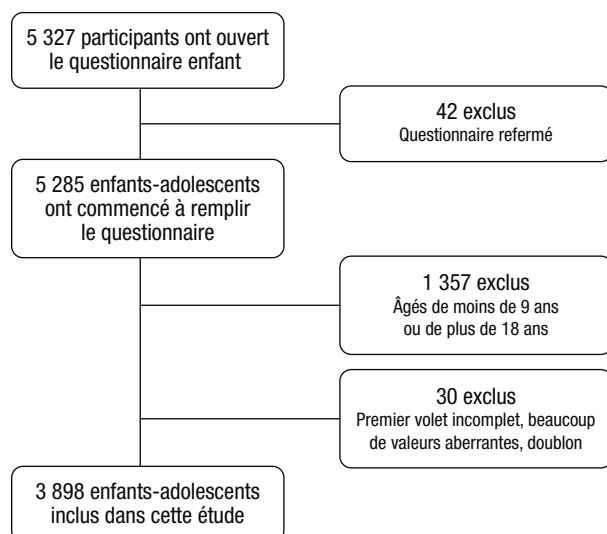 5 327 participants ont ouvert
le questionnaire enfant
42 exclus
Questionnaire refermé
5 285 enfants-adolescents
ont commencé à remplir
le questionnaire
1 357 exclus
Âgés de moins de 9 ans
ou de plus de 18 ans
30 exclus
Premier volet incomplet, beaucoup
de valeurs aberrantes, doublon
3 898 enfants-adolescents
inclus dans cette étude